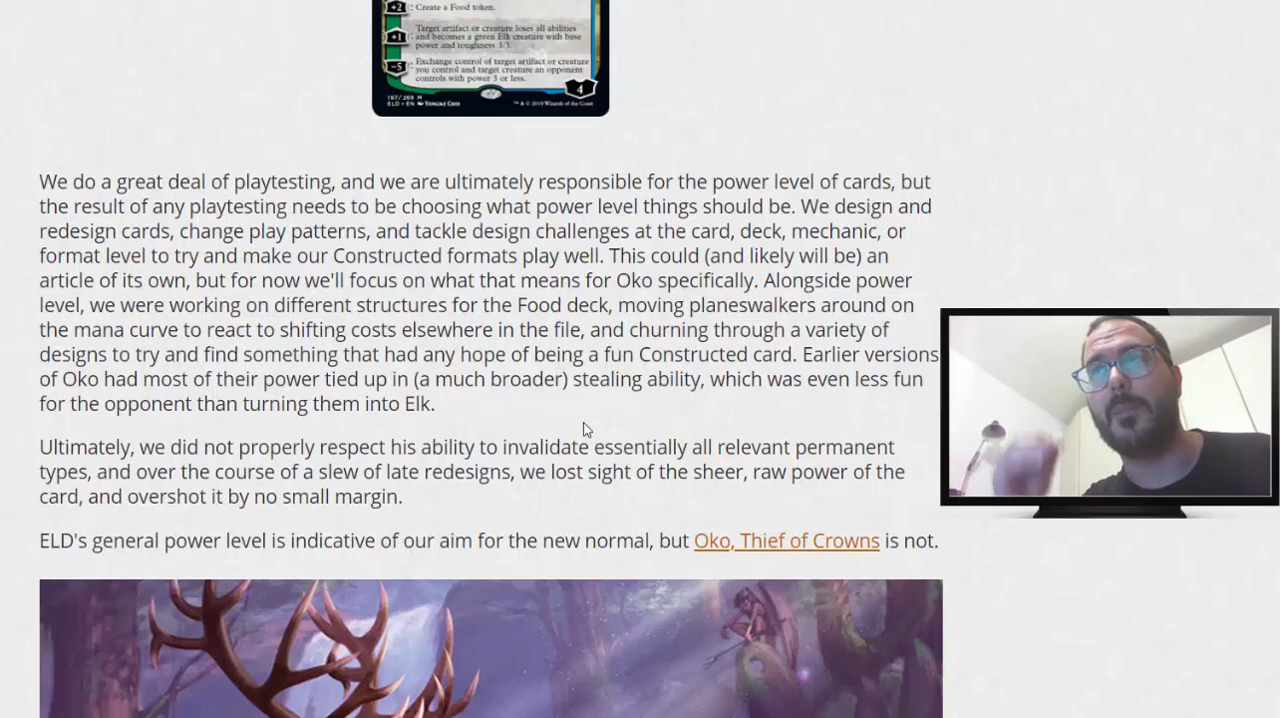 +2 : Create a Food token.
+1 : Target artifact or creature loses all abilities
and becomes a green Elk creature with base
power and toughness 3/3.
−5 : Exchange control of target artifact or creature
you control and target creature an opponent
controls with power 3 or less.
4
197/269 M
ELD • EN
™ & © 2019 Wizards of the Coast
We do a great deal of playtesting, and we are ultimately responsible for the power level of cards, but
the result of any playtesting needs to be choosing what power level things should be. We design and
redesign cards, change play patterns, and tackle design challenges at the card, deck, mechanic, or
format level to try and make our Constructed formats play well. This could (and likely will be) an
article of its own, but for now we'll focus on what that means for Oko specifically. Alongside power
level, we were working on different structures for the Food deck, moving planeswalkers around on
the mana curve to react to shifting costs elsewhere in the file, and churning through a variety of
designs to try and find something that had any hope of being a fun Constructed card. Earlier versions
of Oko had most of their power tied up in (a much broader) stealing ability, which was even less fun
for the opponent than turning them into Elk.
Ultimately, we did not properly respect his ability to invalidate essentially all relevant permanent
types, and over the course of a slew of late redesigns, we lost sight of the sheer, raw power of the
card, and overshot it by no small margin.
ELD's general power level is indicative of our aim for the new normal, but Oko, Thief of Crowns is not.